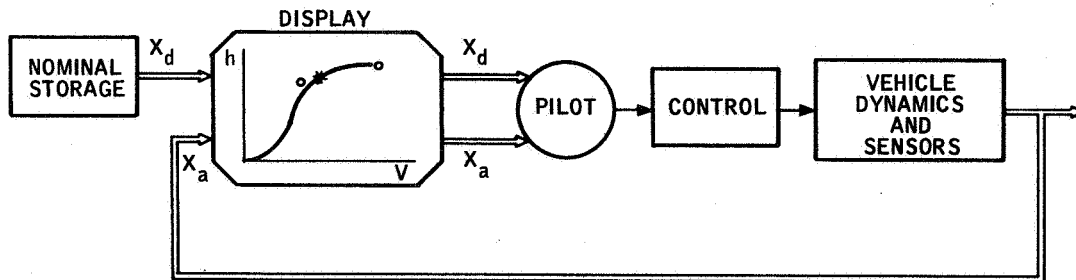 DISPLAY
NOMINAL
STORAGE
X_d
X_a
h
V
X_d
X_a
PILOT
CONTROL
VEHICLE
DYNAMICS
AND
SENSORS